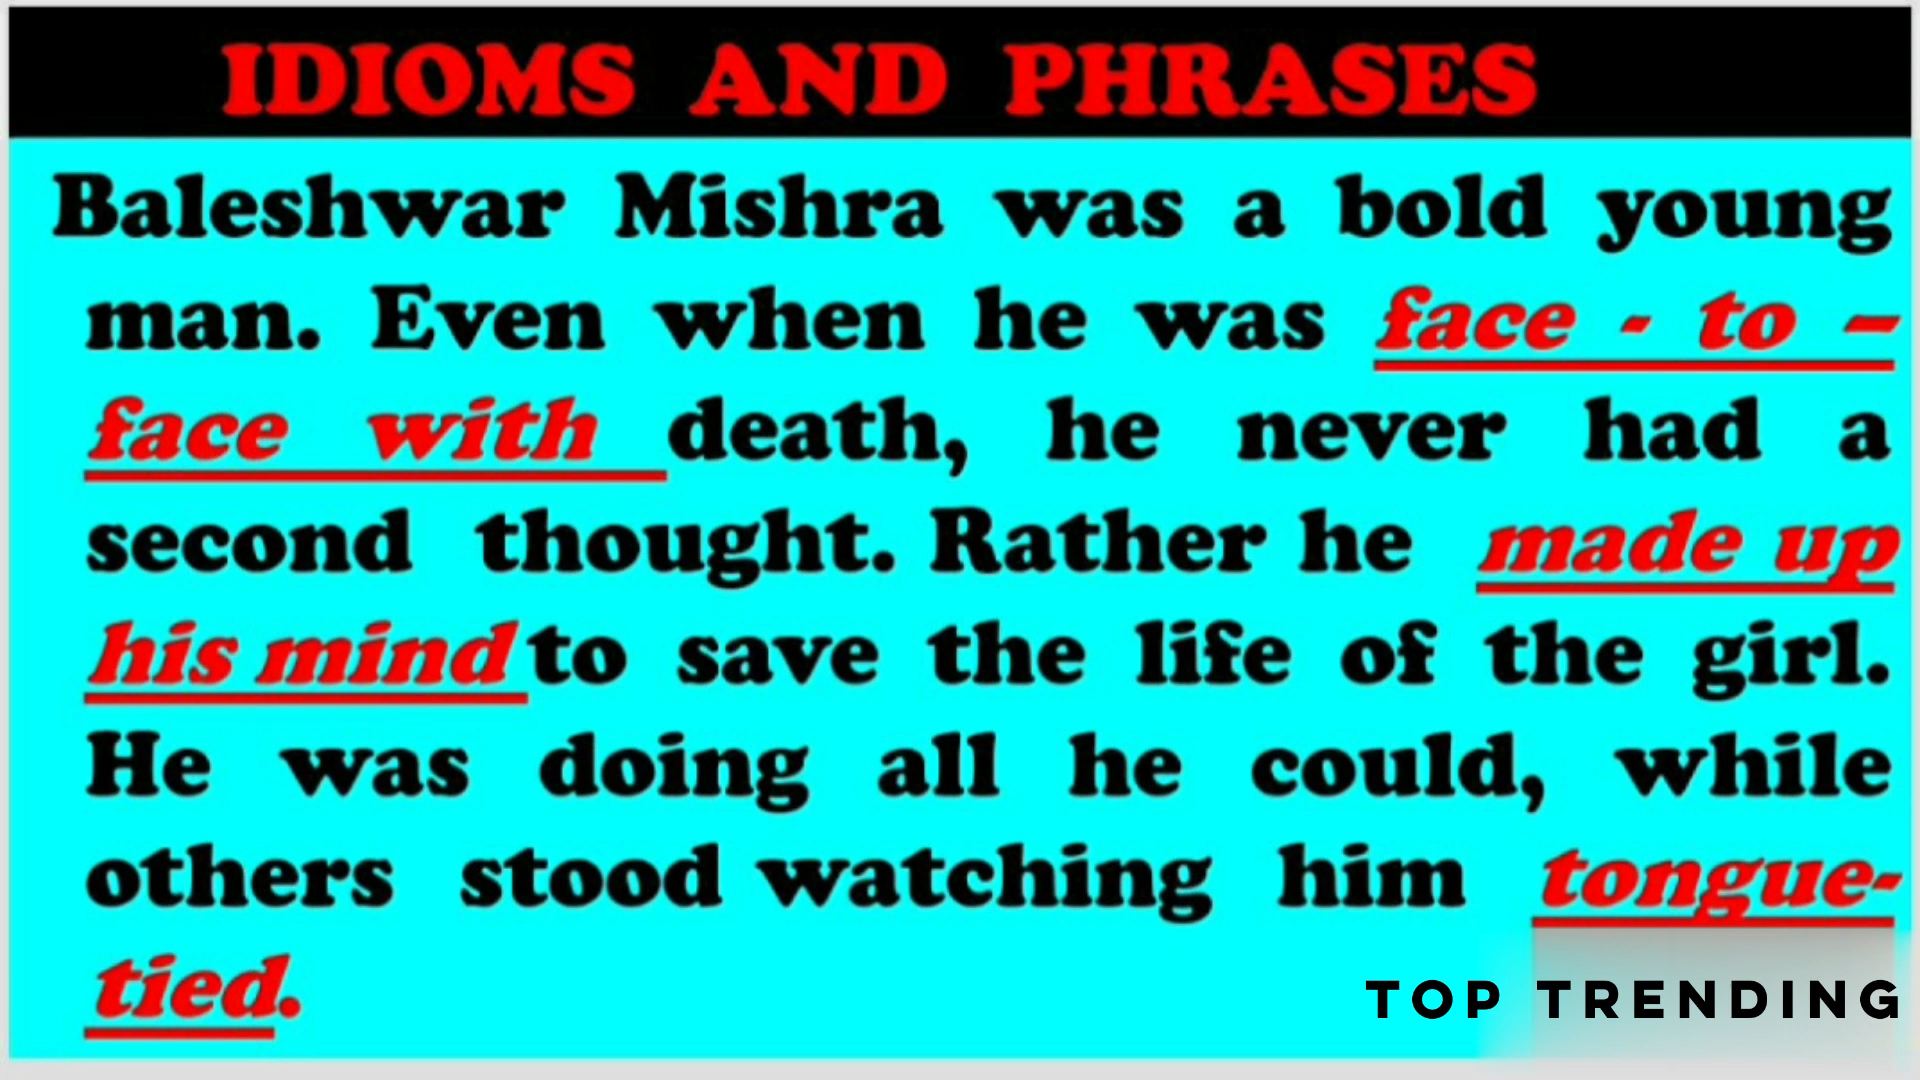 IDIOMS AND PHRASES
Baleshwar Mishra was a bold young
man. Even when he was face - to –
face with death, he never had a
second thought. Rather he made up
his mind to save the life of the girl.
He was doing all he could, while
others stood watching him tongue-
tied.
TOP TRENDING